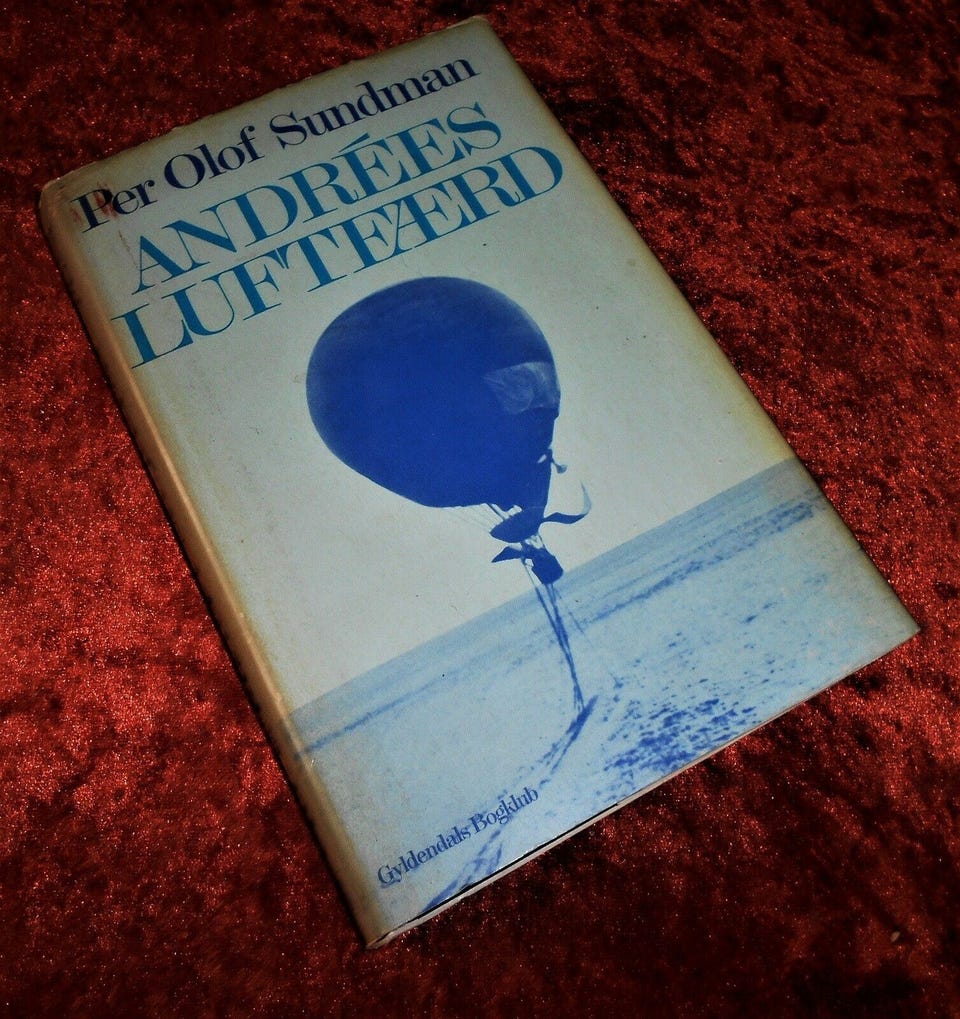 Per Olof Sundman
ANDRÉES
LUFTFÆRD
Gyldendals Bogklub